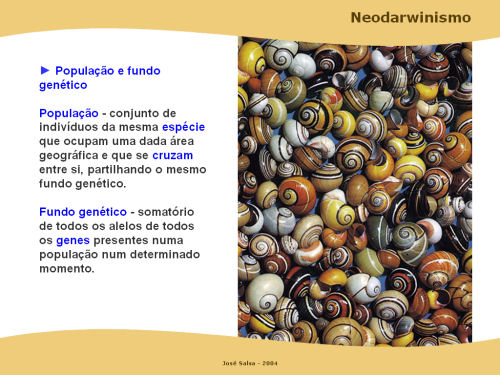 Neodarwinismo
► População e fundo
genético
População - conjunto de
indivíduos da mesma espécie
que ocupam uma dada área
geográfica e que se cruzam
entre si, partilhando o mesmo
fundo genético.
Fundo genético - somatório
de todos os alelos de todos
os genes presentes numa
população num determinado
momento.
José Salsa - 2004